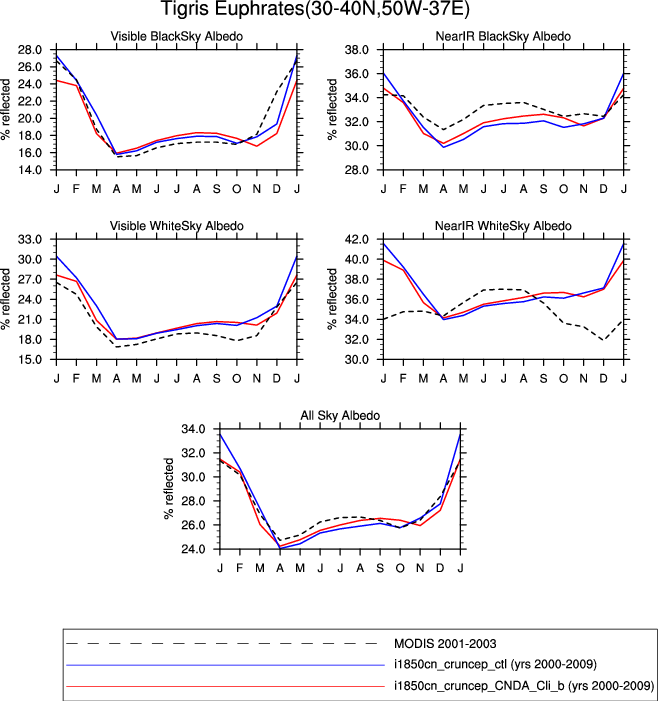 Tigris Euphrates(30-40N,50W-37E)
Visible BlackSky Albedo
% reflected
28.0
26.0
24.0
22.0
20.0
18.0
16.0
14.0
J F M A M J J A S O N D J
NearIR BlackSky Albedo
% reflected
38.0
36.0
34.0
32.0
30.0
28.0
J F M A M J J A S O N D J
Visible WhiteSky Albedo
% reflected
33.0
30.0
27.0
24.0
21.0
18.0
15.0
J F M A M J J A S O N D J
NearIR WhiteSky Albedo
% reflected
42.0
40.0
38.0
36.0
34.0
32.0
30.0
J F M A M J J A S O N D J
All Sky Albedo
% reflected
34.0
32.0
30.0
28.0
26.0
24.0
J F M A M J J A S O N D J
MODIS 2001-2003
i1850cn_cruncep_ctl (yrs 2000-2009)
i1850cn_cruncep_CNDA_Cli_b (yrs 2000-2009)